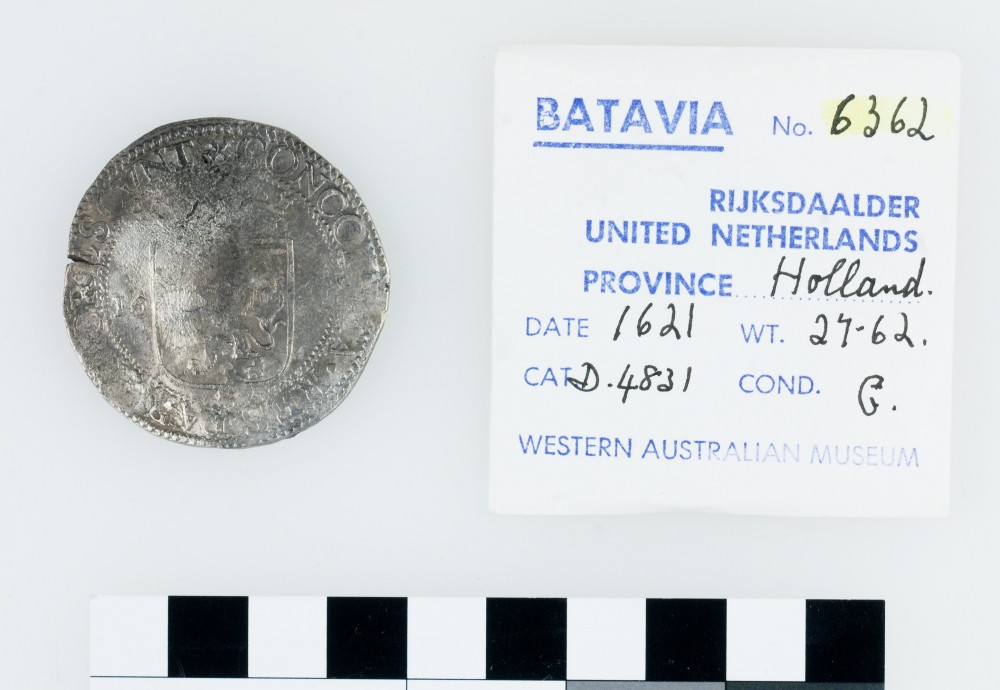 CONCO
BATAVIA No. 6362
RIJKSDAALDER
UNITED NETHERLANDS
PROVINCE Holland.
DATE 1621 WT. 27-62.
CAT D.4831 COND. G.
WESTERN AUSTRALIAN MUSEUM